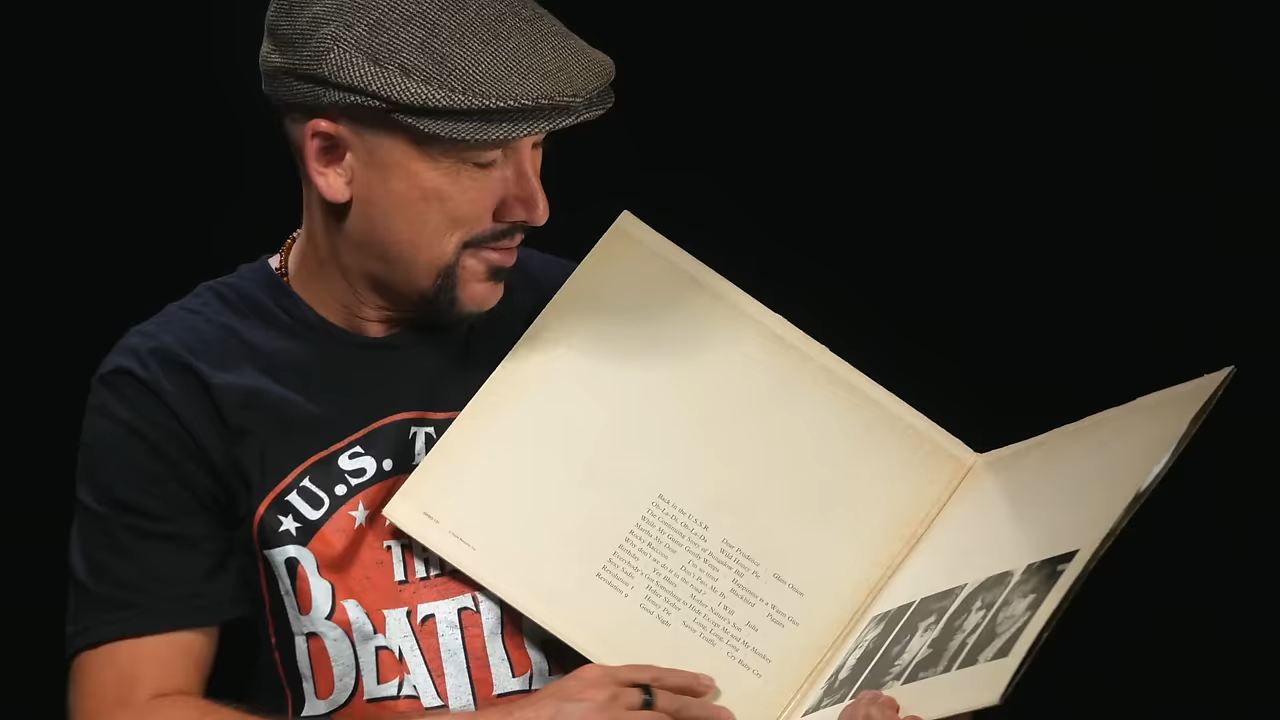 U.S. T
THE
BEATL
Back in the U.S.S.R. Dear Prudence Glass Onion
Ob-La-Di, Ob-La-Da Wild Honey Pie
The Continuing Story of Bungalow Bill Happiness is a Warm Gun
While My Guitar Gently Weeps
Martha My Dear I'm so tired Blackbird Piggies
Rocky Raccoon Don't Pass Me By
Why don't we do it in the road? I Will Julia
Birthday Yer Blues Mother Nature's Son
Everybody's Got Something to Hide Except Me and My Monkey
Sexy Sadie Helter Skelter Long, Long, Long
Revolution 1 Honey Pie Savoy Truffle Cry Baby Cry
Revolution 9 Good Night